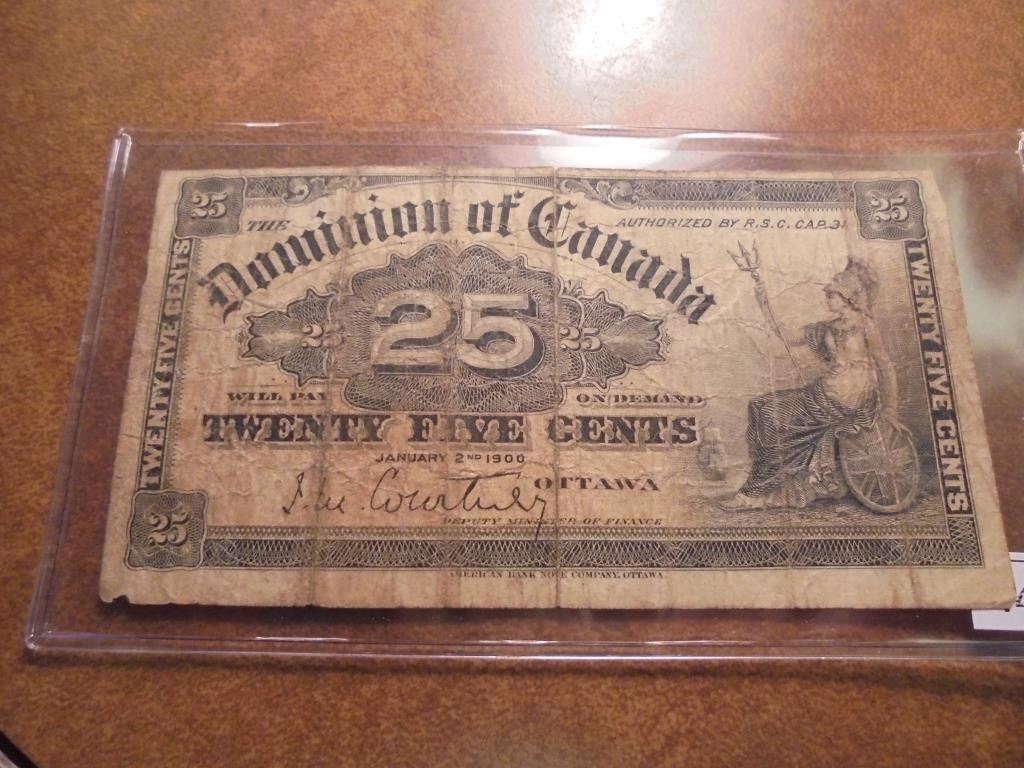 25 25
THE Dominion of Canada
AUTHORIZED BY R.S.C. CAP.31
TWENTY FIVE CENTS
25 25 25
TWENTY FIVE CENTS
WILL PAY ON DEMAND
TWENTY FIVE CENTS
JANUARY 2ND 1900
OTTAWA
J. M. Courtney
25
DEPUTY MINISTER OF FINANCE
AMERICAN BANK NOTE COMPANY, OTTAWA.